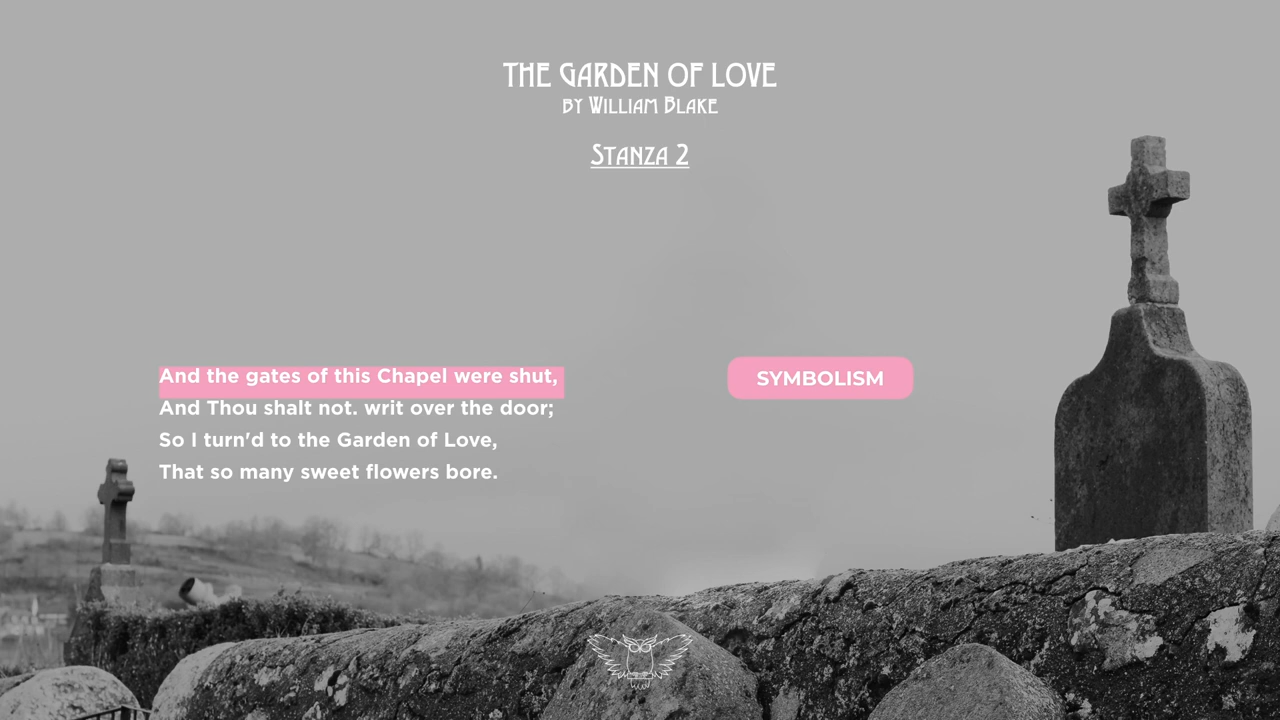 THE GARDEN OF LOVE
BY WILLIAM BLAKE
STANZA 2
And the gates of this Chapel were shut,
SYMBOLISM
And Thou shalt not. writ over the door;
So I turn'd to the Garden of Love,
That so many sweet flowers bore.